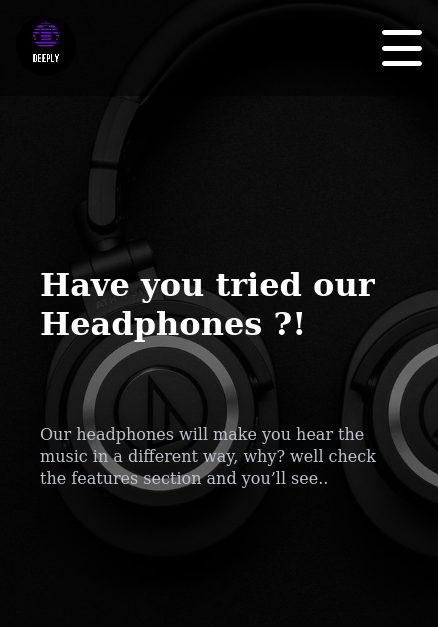 DEEPLY
Have you tried our
Headphones ?!
Our headphones will make you hear the
music in a different way, why? well check
the features section and you’ll see..